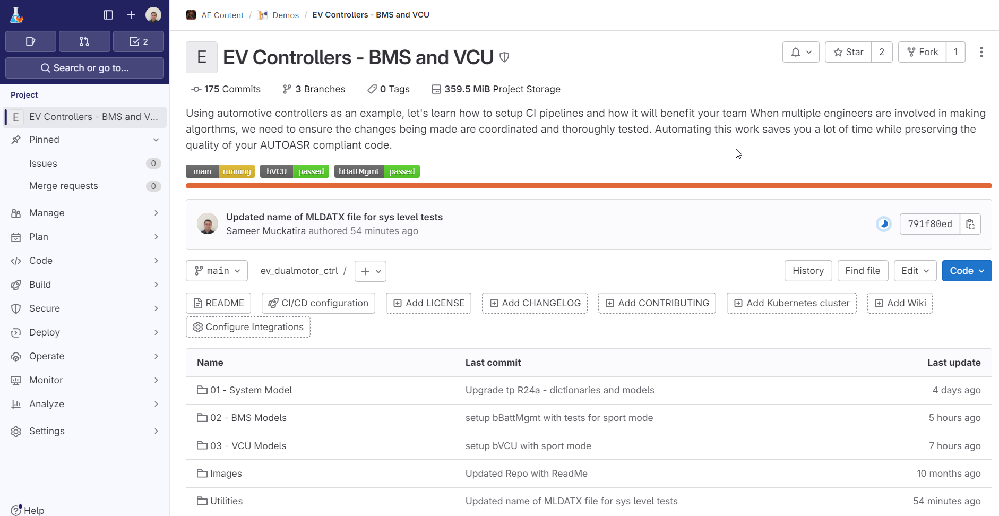 AE Content / Demos / EV Controllers - BMS and VCU
2
Search or go to...
Project
E EV Controllers - BMS and V...
Pinned
Issues 0
Merge requests 0
Manage
Plan
Code
Build
Secure
Deploy
Operate
Monitor
Analyze
Settings
Help
E EV Controllers - BMS and VCU
Star 2
Fork 1
175 Commits 3 Branches 0 Tags 359.5 MiB Project Storage
Using automotive controllers as an example, let's learn how to setup CI pipelines and how it will benefit your team When multiple engineers are involved in making
algorthms, we need to ensure the changes being made are coordinated and thoroughly tested. Automating this work saves you a lot of time while preserving the
quality of your AUTOASR compliant code.
main running bVCU passed bBattMgmt passed
Updated name of MLDATX file for sys level tests
Sameer Muckatira authored 54 minutes ago
791f80ed
main ev_dualmotor_ctrl / + History Find file Edit Code
README CI/CD configuration Add LICENSE Add CHANGELOG Add CONTRIBUTING Add Kubernetes cluster Add Wiki
Configure Integrations
Name Last commit Last update
01 - System Model Upgrade tp R24a - dictionaries and models 4 days ago
02 - BMS Models setup bBattMgmt with tests for sport mode 5 hours ago
03 - VCU Models setup bVCU with sport mode 7 hours ago
Images Updated Repo with ReadMe 10 months ago
Utilities Updated name of MLDATX file for sys level tests 54 minutes ago